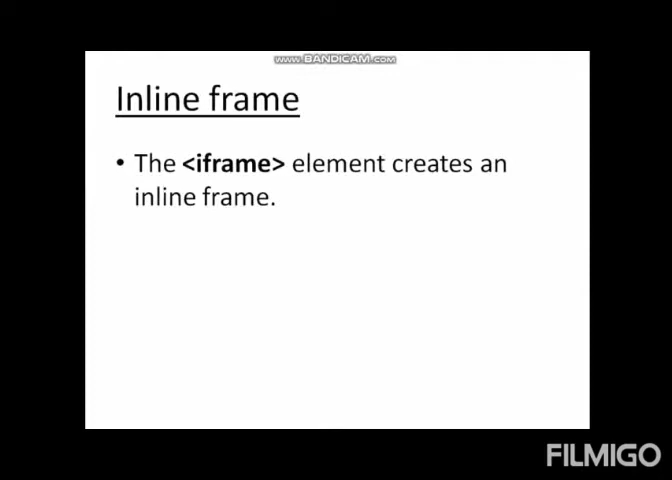 www.BANDICAM.com
Inline frame
• The <iframe> element creates an
inline frame.
FILMIGO